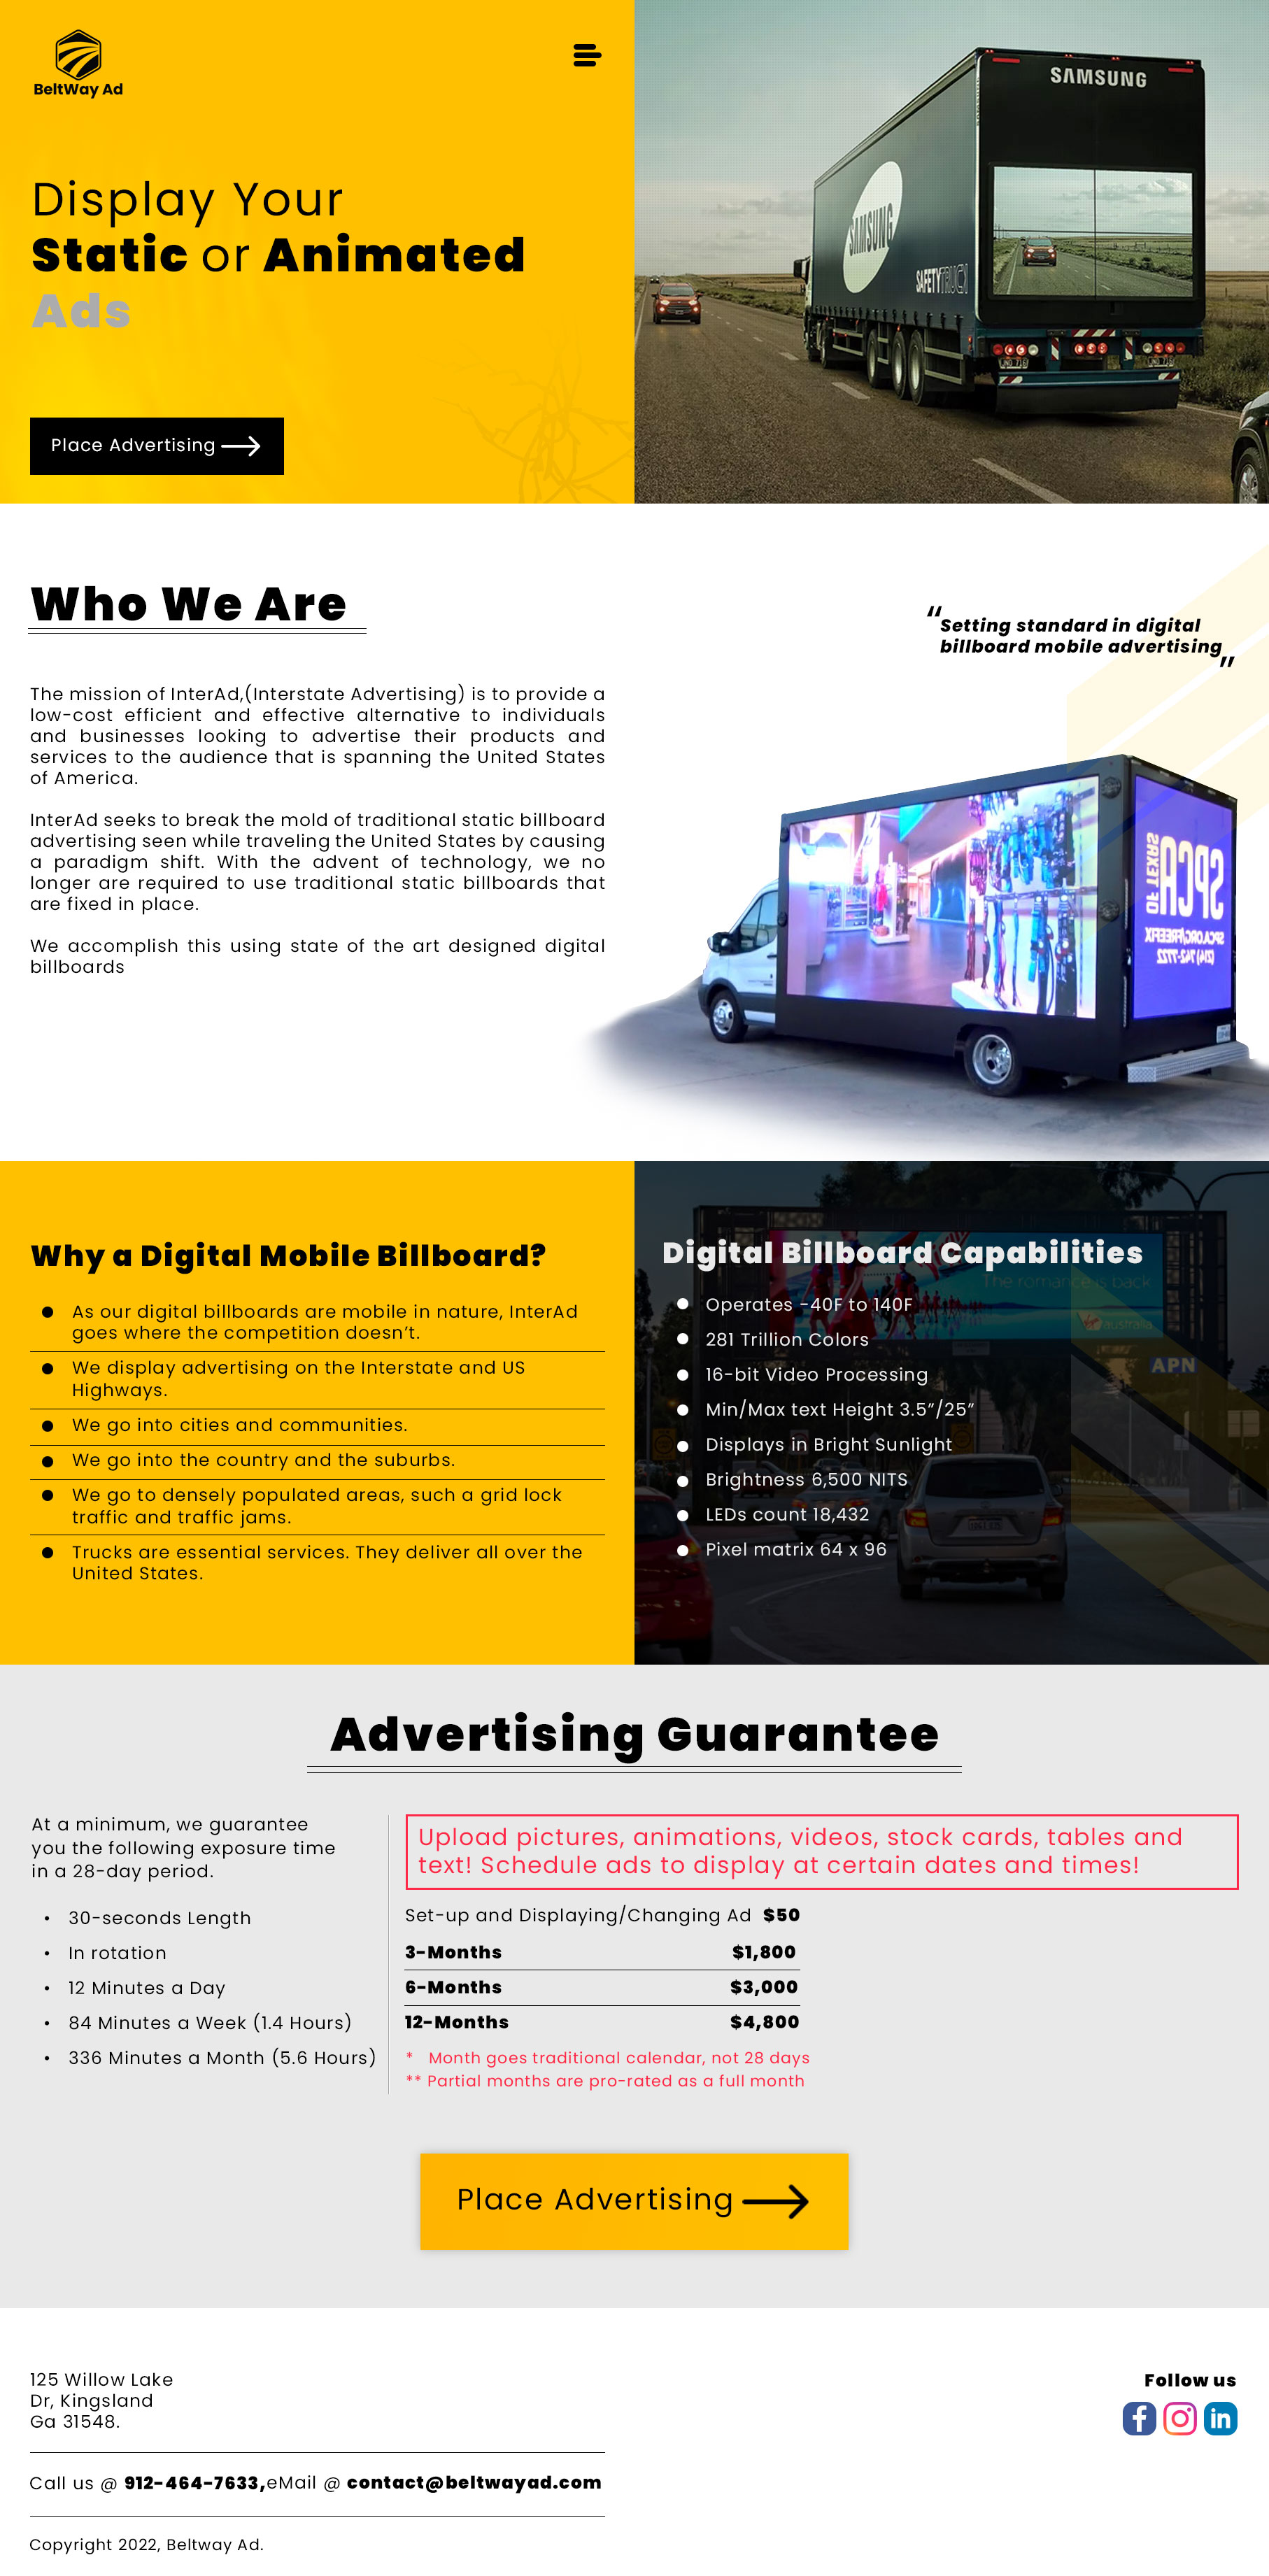 BeltWay Ad
Display Your
Static or Animated
Ads
Place Advertising
SAMSUNG
SAMSUNG
SAFETYTRUCK
Who We Are
“Setting standard in digital
billboard mobile advertising”
The mission of InterAd,(Interstate Advertising) is to provide a
low-cost efficient and effective alternative to individuals
and businesses looking to advertise their products and
services to the audience that is spanning the United States
of America.
InterAd seeks to break the mold of traditional static billboard
advertising seen while traveling the United States by causing
a paradigm shift. With the advent of technology, we no
longer are required to use traditional static billboards that
are fixed in place.
We accomplish this using state of the art designed digital
billboards
SPCA
OF TEXAS
SPCA.ORG/FREEFIX
(214) 742-7722
Why a Digital Mobile Billboard?
● As our digital billboards are mobile in nature, InterAd
goes where the competition doesn’t.
● We display advertising on the Interstate and US
Highways.
● We go into cities and communities.
● We go into the country and the suburbs.
● We go to densely populated areas, such a grid lock
traffic and traffic jams.
● Trucks are essential services. They deliver all over the
United States.
Digital Billboard Capabilities
The romance is back
australia
APN
● Operates -40F to 140F
● 281 Trillion Colors
● 16-bit Video Processing
● Min/Max text Height 3.5”/25”
● Displays in Bright Sunlight
● Brightness 6,500 NITS
● LEDs count 18,432
● Pixel matrix 64 x 96
Advertising Guarantee
At a minimum, we guarantee
you the following exposure time
in a 28-day period.
• 30-seconds Length
• In rotation
• 12 Minutes a Day
• 84 Minutes a Week (1.4 Hours)
• 336 Minutes a Month (5.6 Hours)
Upload pictures, animations, videos, stock cards, tables and
text! Schedule ads to display at certain dates and times!
Set-up and Displaying/Changing Ad $50
3-Months $1,800
6-Months $3,000
12-Months $4,800
* Month goes traditional calendar, not 28 days
** Partial months are pro-rated as a full month
Place Advertising
125 Willow Lake
Dr, Kingsland
Ga 31548.
Follow us
Call us @ 912-464-7633,eMail @ contact@beltwayad.com
Copyright 2022, Beltway Ad.